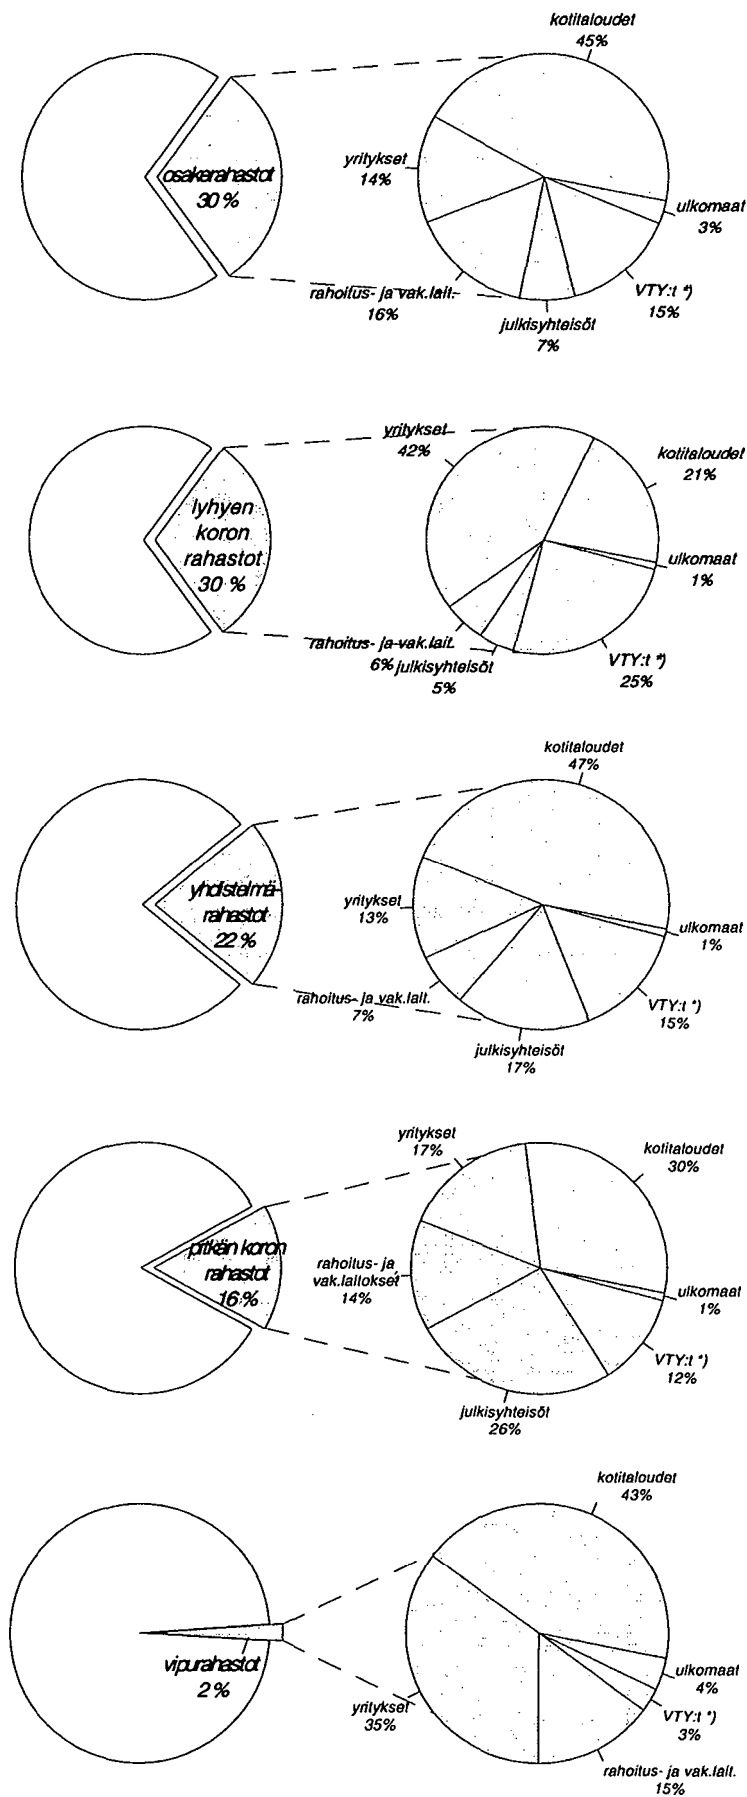 kotitaloudet
45%
yritykset
14%
osakerahastot
30%
ulkomaat
3%
rahoitus- ja vak.lait.
16%
VTY:t *)
15%
julkisyhteisöt
7%
yritykset
42%
kotitaloudet
21%
lyhyen
koron
rahastot
30 %
ulkomaat
1%
rahoitus- ja vak.lait.
6%
julkisyhteisöt
5%
VTY:t *)
25%
kotitaloudet
47%
yhdistelmä-
rahastot
22%
yritykset
13%
ulkomaat
1%
rahoitus- ja vak.lait.
7%
VTY:t *)
15%
julkisyhteisöt
17%
yritykset
17%
kotitaloudet
30%
pitkän koron
rahastot
16%
rahoitus- ja
vak.laitokset
14%
ulkomaat
1%
VTY:t *)
12%
julkisyhteisöt
26%
kotitaloudet
43%
vipurahastot
2%
ulkomaat
4%
yritykset
35%
VTY:t *)
3%
rahoitus- ja vak.lait.
15%